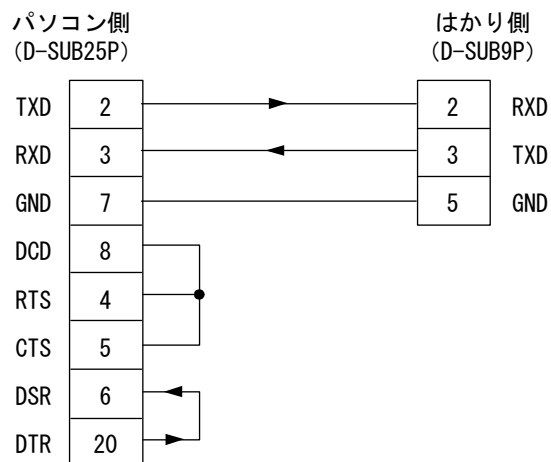 パソコン側 はかり側
(D-SUB25P) (D-SUB9P)
TXD 2 2 RXD
RXD 3 3 TXD
GND 7 5 GND
DCD 8
RTS 4
CTS 5
DSR 6
DTR 20